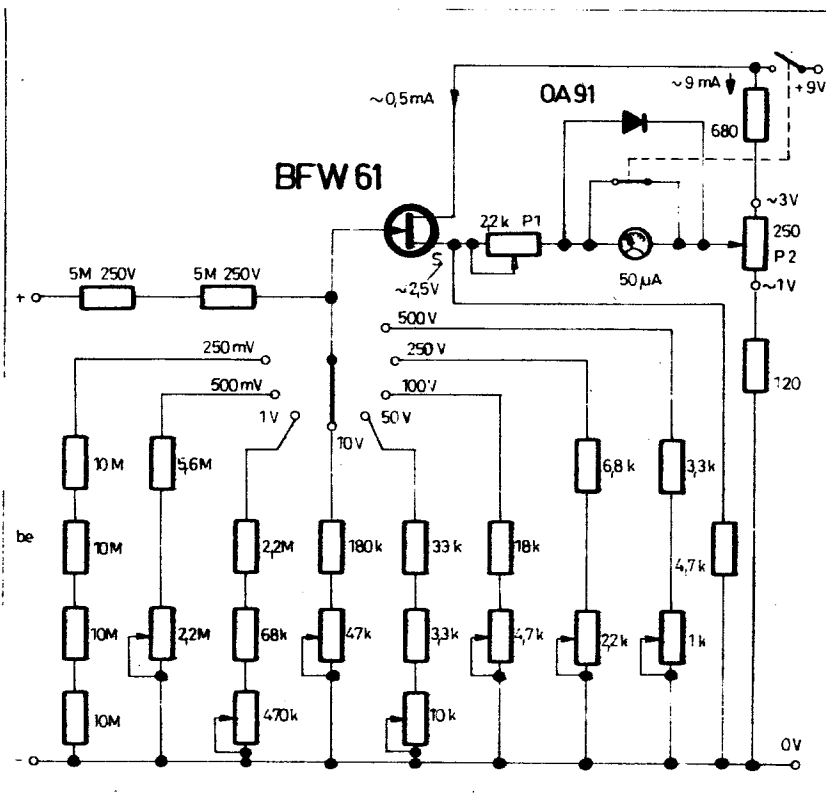 +9V
~9 mA
~0,5mA
OA91
680
BFW 61
~3V
22k P1
250
P2
S
50µA
~2,5V
~1V
5M 250V
5M 250V
+
500V
250mV
250V
500mV
100V
1V
50V
10V
120
10M
5,6M
6,8k
3,3k
be
10M
2,2M
180k
33k
18k
4,7k
10M
2,2M
68k
47k
3,3k
4,7k
2,2k
1k
10M
470k
10k
0V
-